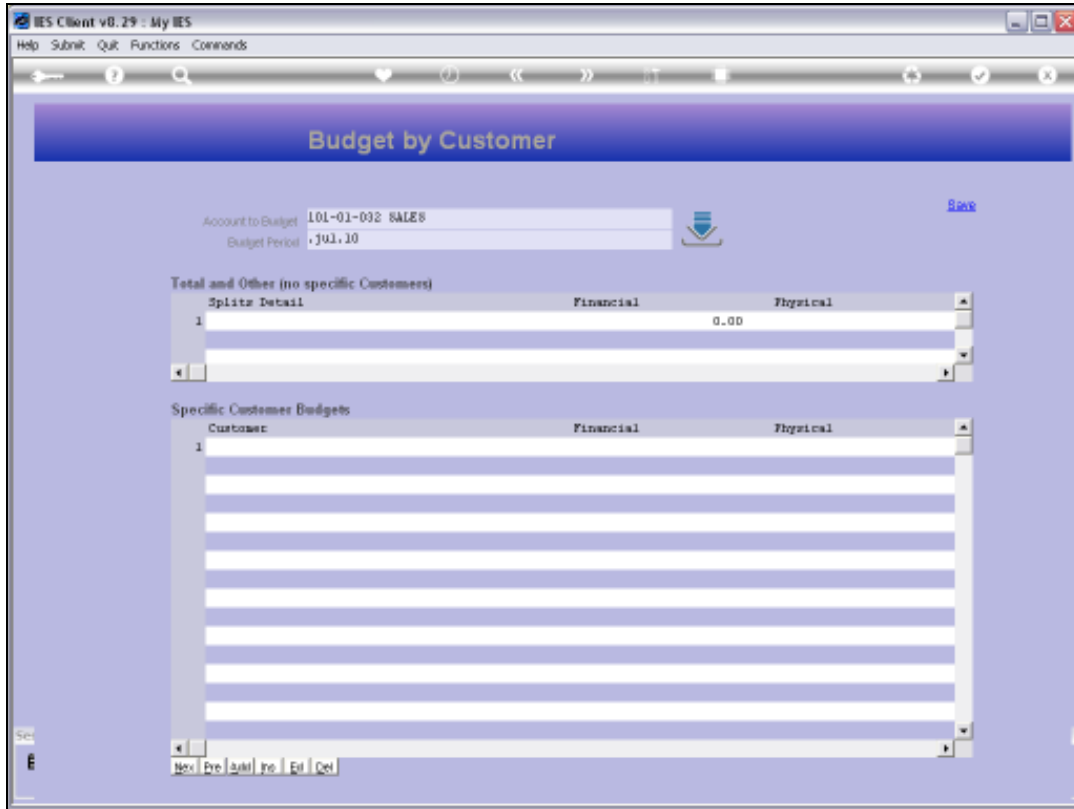 IES Client v8.29 : My IES
Help Submit Quit Functions Commands
Budget by Customer
Save
Account to Budget 101-01-032 SALES
Budget Period .jul.10
Total and Other (no specific Customers)
Splits Detail Financial Physical
1 0.00
Specific Customer Budgets
Customer Financial Physical
1
Nex Pre Add Ins Ed Del